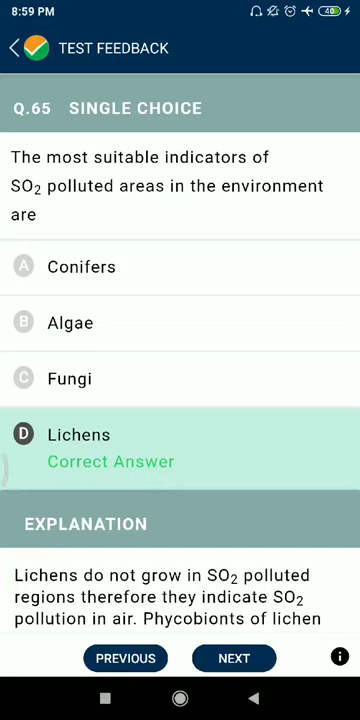 8:59 PM
40
TEST FEEDBACK
Q.65 SINGLE CHOICE
The most suitable indicators of
SO₂ polluted areas in the environment
are
A Conifers
B Algae
C Fungi
D Lichens
Correct Answer
EXPLANATION
Lichens do not grow in SO₂ polluted
regions therefore they indicate SO₂
pollution in air. Phycobionts of lichen
PREVIOUS NEXT